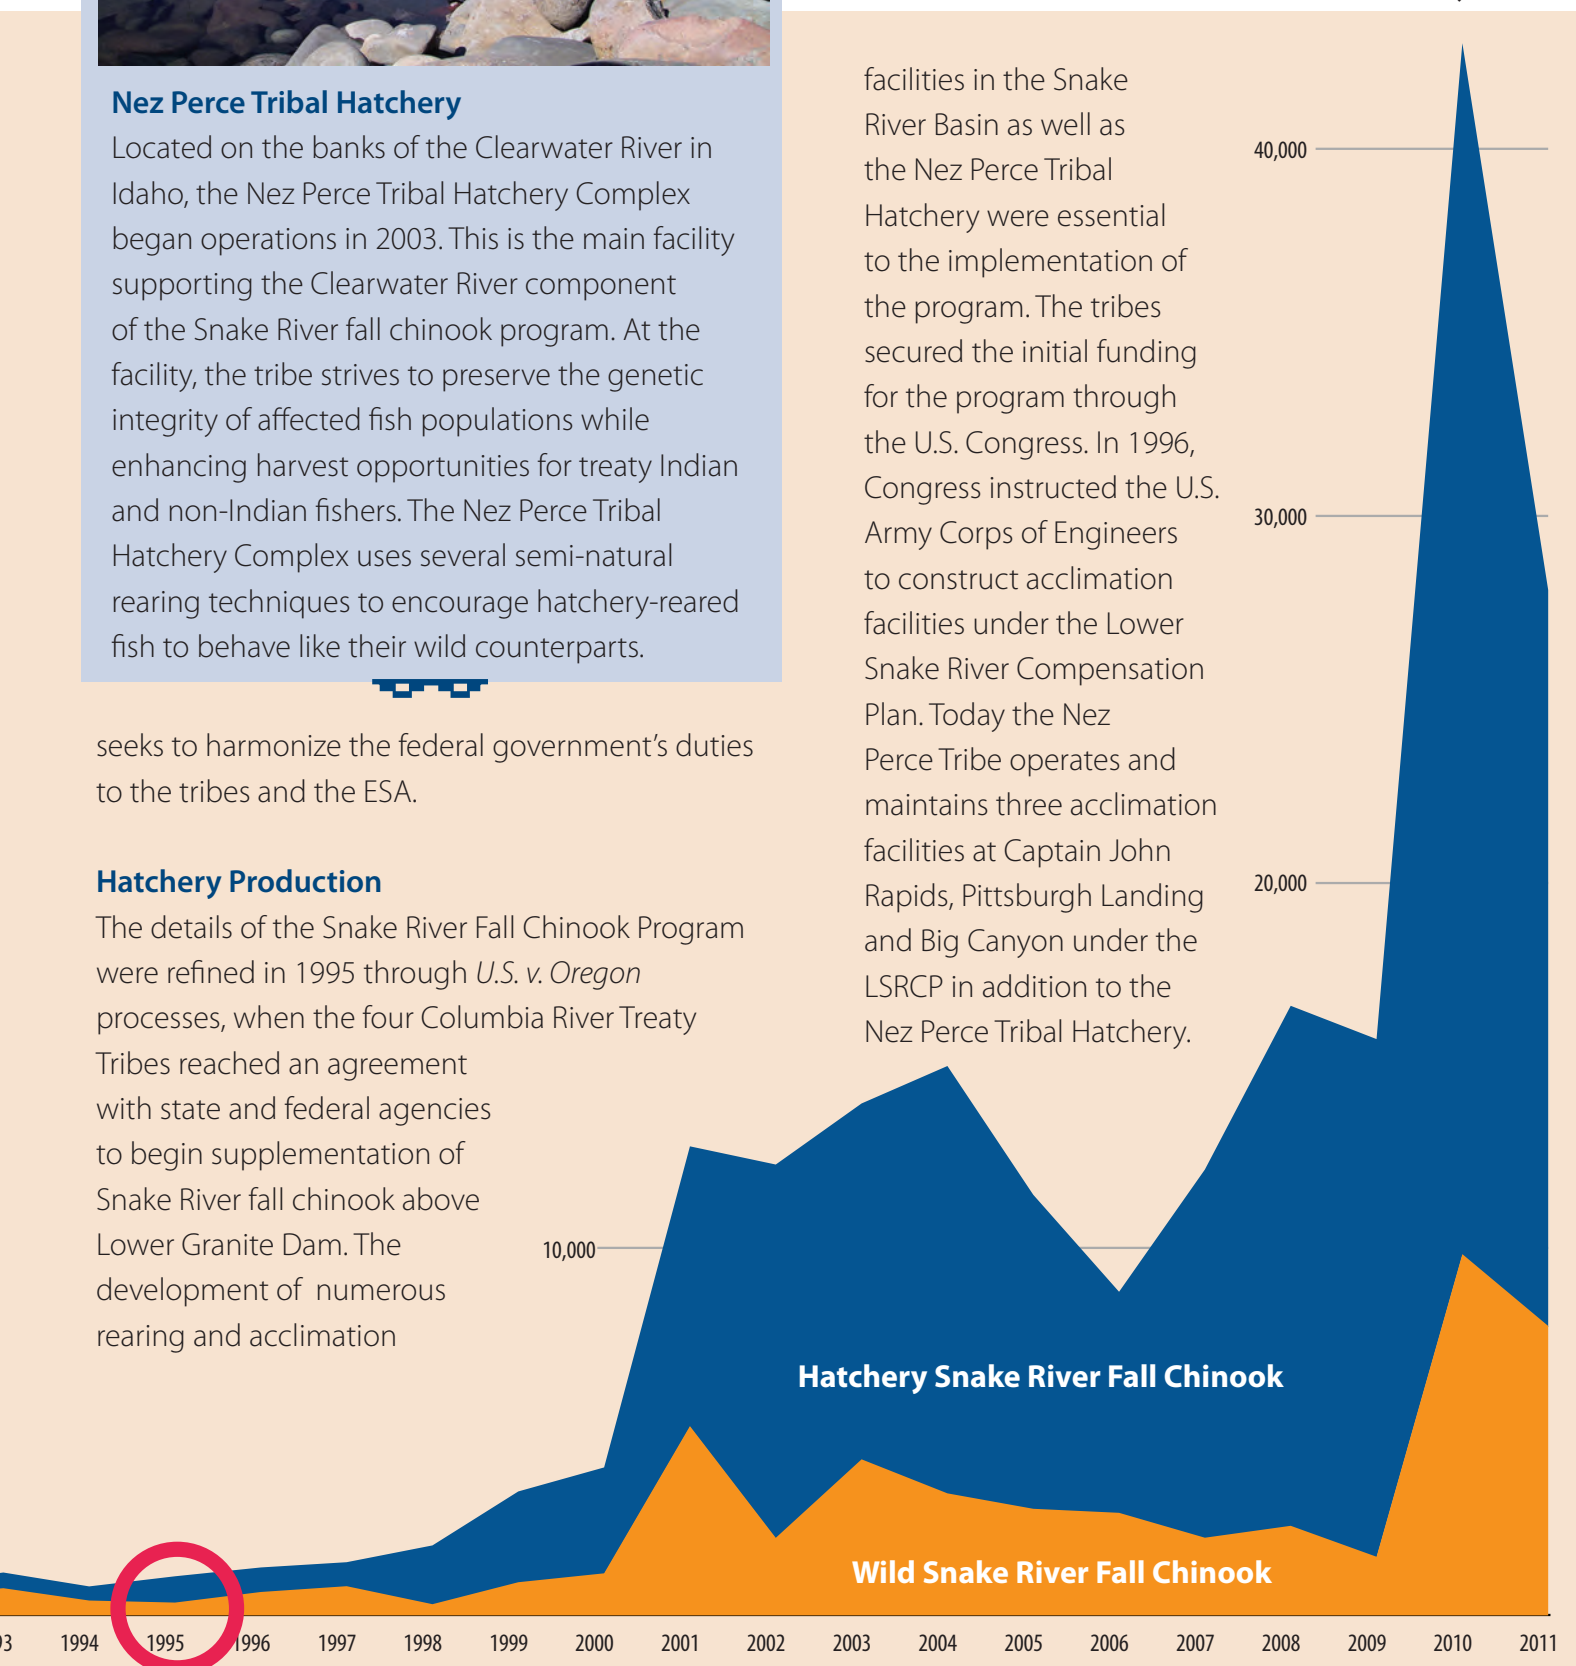 Nez Perce Tribal Hatchery
Located on the banks of the Clearwater River in
Idaho, the Nez Perce Tribal Hatchery Complex
began operations in 2003. This is the main facility
supporting the Clearwater River component
of the Snake River fall chinook program. At the
facility, the tribe strives to preserve the genetic
integrity of affected fish populations while
enhancing harvest opportunities for treaty Indian
and non-Indian fishers. The Nez Perce Tribal
Hatchery Complex uses several semi-natural
rearing techniques to encourage hatchery-reared
fish to behave like their wild counterparts.
seeks to harmonize the federal government’s duties
to the tribes and the ESA.
Hatchery Production
The details of the Snake River Fall Chinook Program
were refined in 1995 through U.S. v. Oregon
processes, when the four Columbia River Treaty
Tribes reached an agreement
with state and federal agencies
to begin supplementation of
Snake River fall chinook above
Lower Granite Dam. The
development of  numerous
rearing and acclimation
facilities in the Snake
River Basin as well as
the Nez Perce Tribal
Hatchery were essential
to the implementation of
the program. The tribes
secured the initial funding
for the program through
the U.S. Congress. In 1996,
Congress instructed the U.S.
Army Corps of Engineers
to construct acclimation
facilities under the Lower
Snake River Compensation
Plan. Today the Nez
Perce Tribe operates and
maintains three acclimation
facilities at Captain John
Rapids, Pittsburgh Landing
and Big Canyon under the
LSRCP in addition to the
Nez Perce Tribal Hatchery.
40,000
30,000
20,000
10,000
Hatchery Snake River Fall Chinook
Wild Snake River Fall Chinook
1994 1995 1996 1997 1998 1999 2000 2001 2002 2003 2004 2005 2006 2007 2008 2009 2010 2011